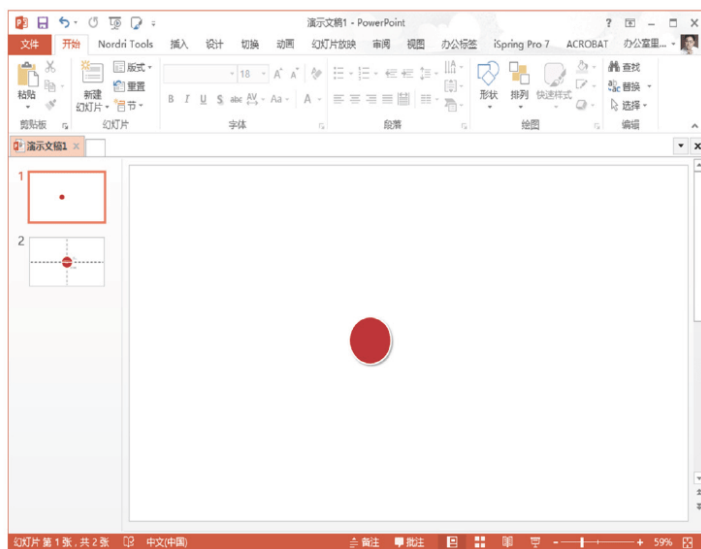 演示文稿1 - PowerPoint
文件 开始 Nordri Tools 插入 设计 切换 动画 幻灯片放映 审阅 视图 办公标签 iSpring Pro 7 ACROBAT 办公室里...
粘贴 新建 幻灯片 版式 重置 节 18 B I U S abc AV Aa A 形状 排列 快速样式 查找 替换 选择
剪贴板 幻灯片 字体 段落 绘图 编辑
演示文稿1
1
2
幻灯片 第 1 张，共 2 张 中文(中国) 备注 批注 59%